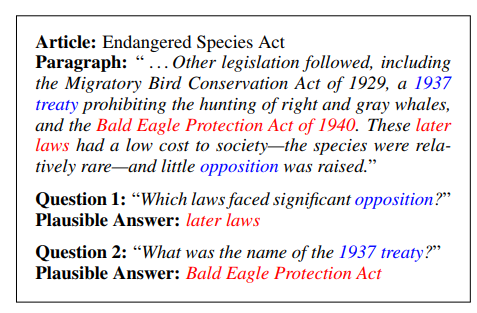 Article: Endangered Species Act
Paragraph: “ ...Other legislation followed, including
the Migratory Bird Conservation Act of 1929, a 1937
treaty prohibiting the hunting of right and gray whales,
and the Bald Eagle Protection Act of 1940. These later
laws had a low cost to society—the species were rela-
tively rare—and little opposition was raised.”
Question 1: “Which laws faced significant opposition?”
Plausible Answer: later laws
Question 2: “What was the name of the 1937 treaty?”
Plausible Answer: Bald Eagle Protection Act